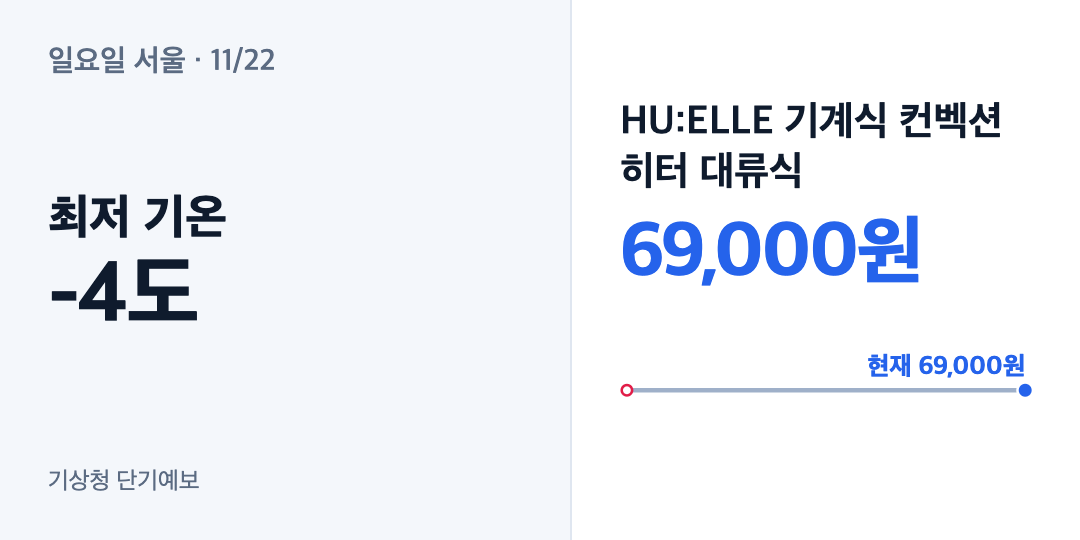 일요일 서울 · 11/22
최저 기온
-4도
기상청 단기예보
HU:ELLE 기계식 컨벡션
히터 대류식
69,000원
현재 69,000원